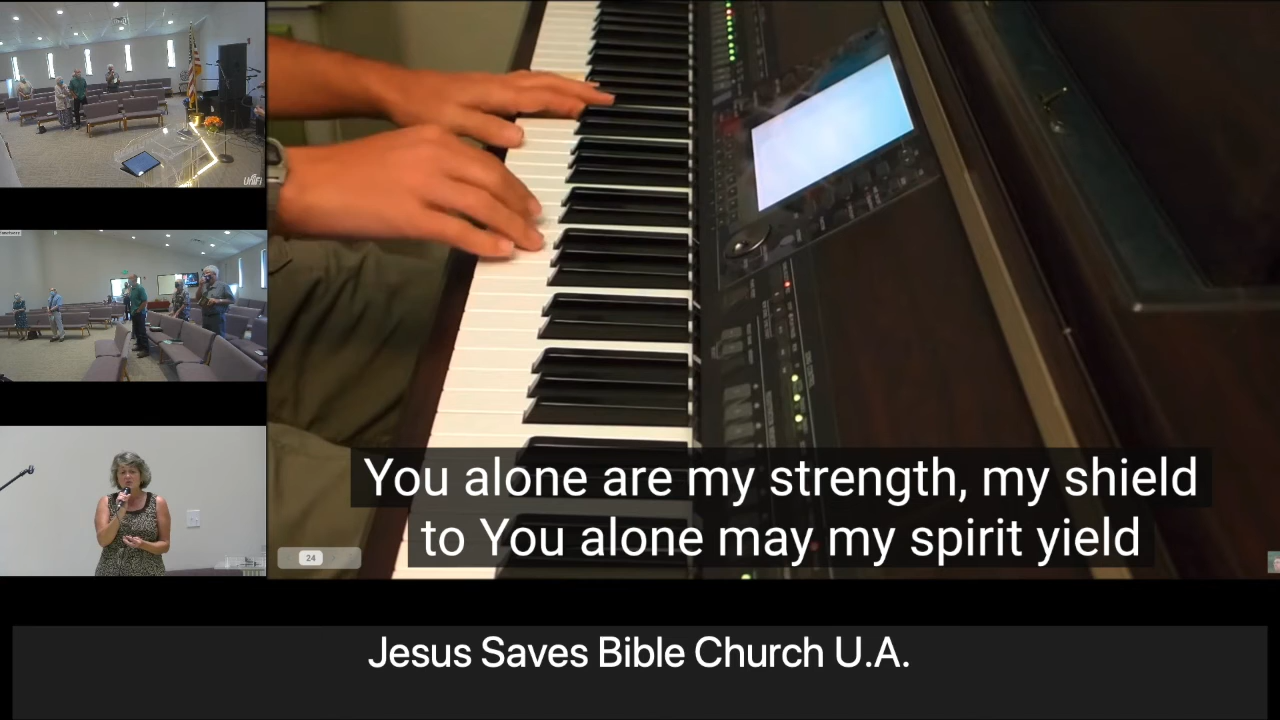 UniFi
You alone are my strength, my shield
to You alone may my spirit yield
24
Jesus Saves Bible Church U.A.